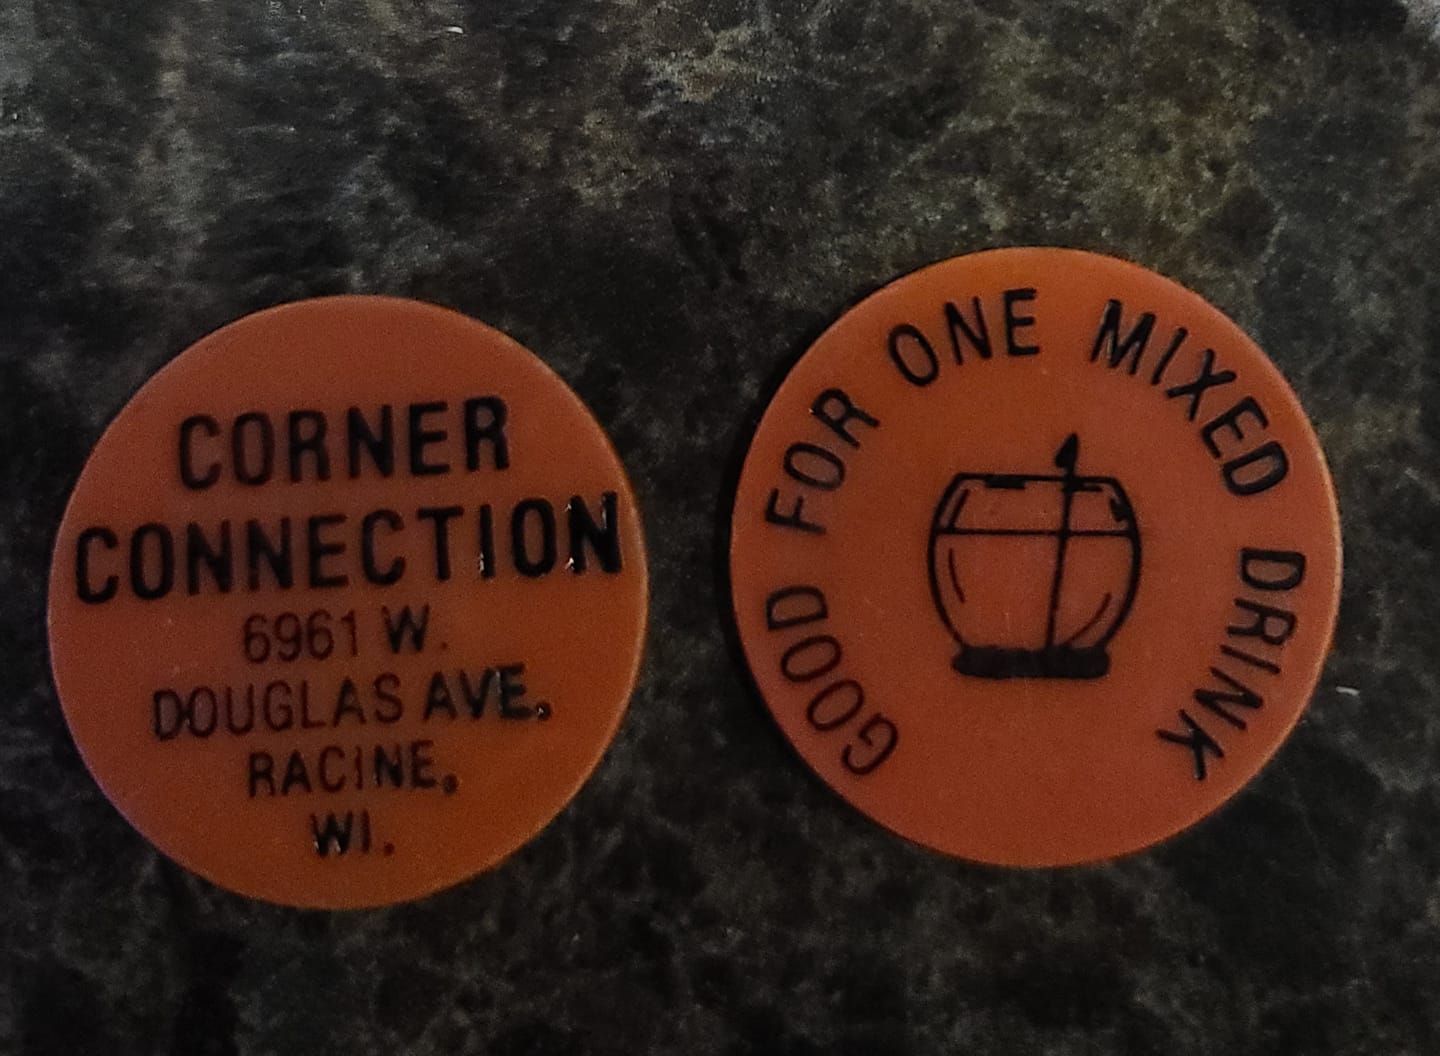 CORNER
CONNECTION
6961 W.
DOUGLAS AVE.
RACINE,
WI.
GOOD FOR ONE MIXED DRINK